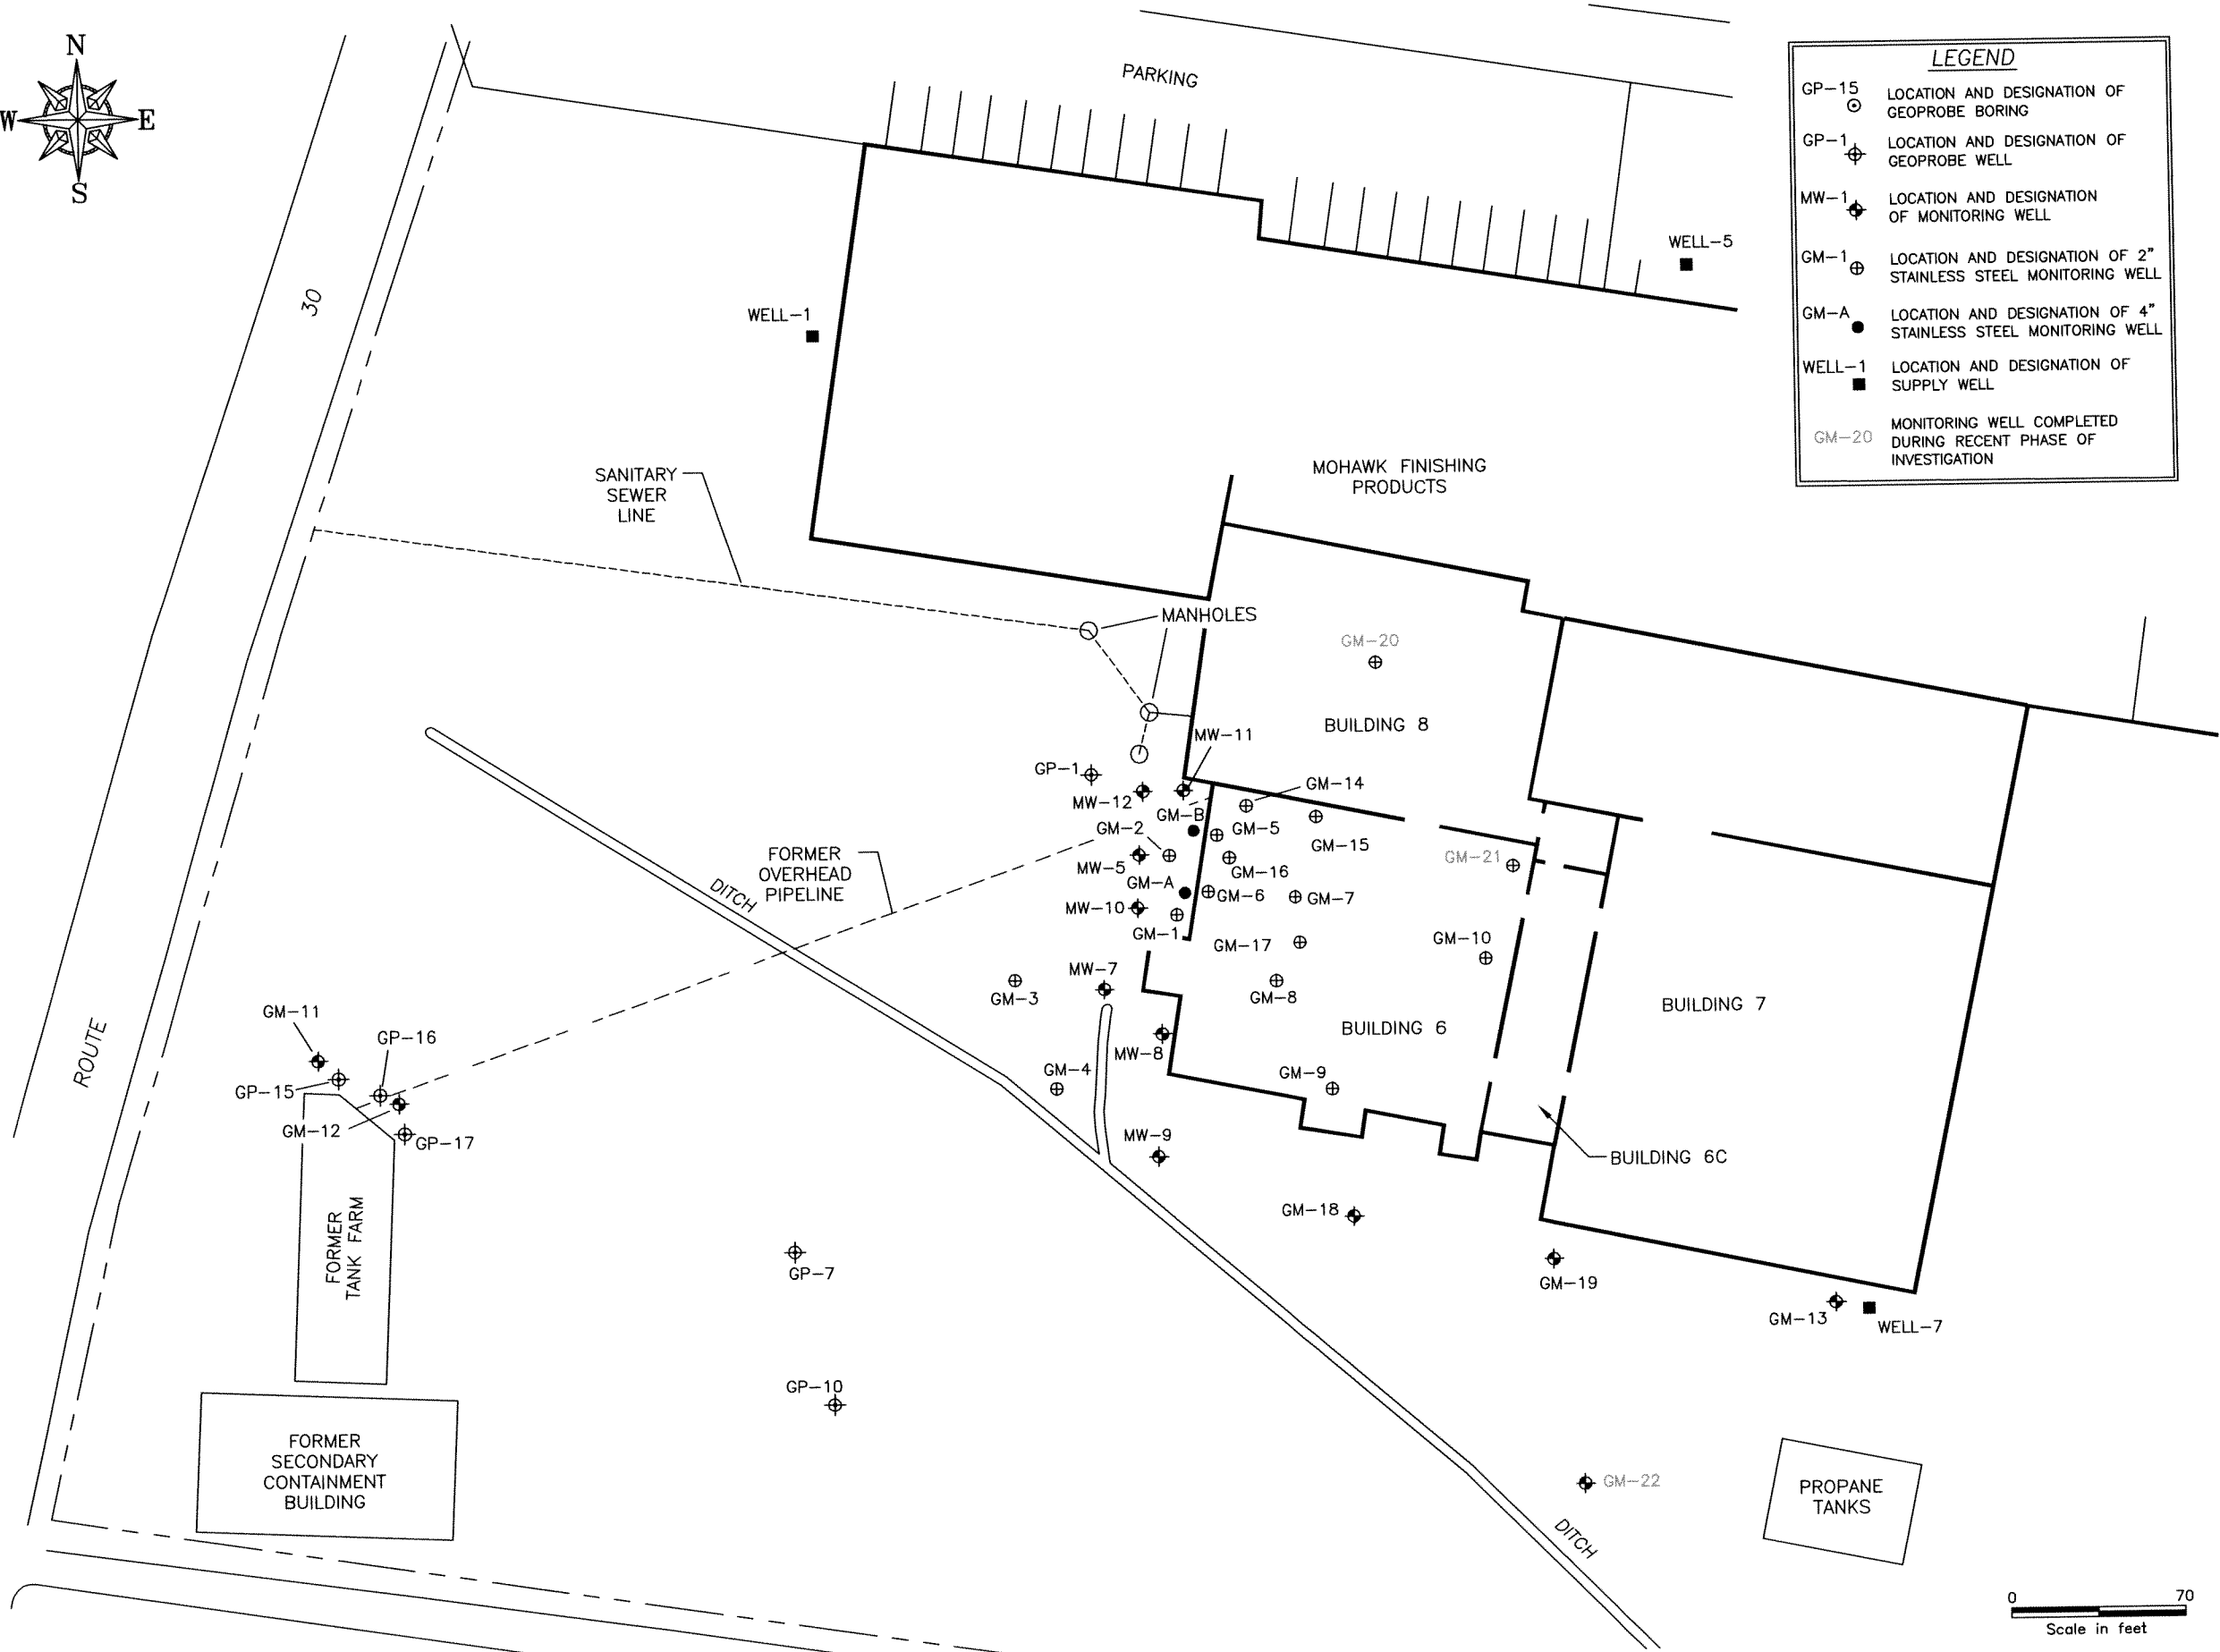 N
W
E
S
PARKING
LEGEND
GP-15
LOCATION AND DESIGNATION OF
GEOPROBE BORING
GP-1
LOCATION AND DESIGNATION OF
GEOPROBE WELL
MW-1
LOCATION AND DESIGNATION
OF MONITORING WELL
GM-1
LOCATION AND DESIGNATION OF 2"
STAINLESS STEEL MONITORING WELL
GM-A
LOCATION AND DESIGNATION OF 4"
STAINLESS STEEL MONITORING WELL
WELL-1
LOCATION AND DESIGNATION OF
SUPPLY WELL
GM-20
MONITORING WELL COMPLETED
DURING RECENT PHASE OF
INVESTIGATION
WELL-5
30
WELL-1
SANITARY
SEWER
LINE
MOHAWK FINISHING
PRODUCTS
MANHOLES
GM-20
BUILDING 8
MW-11
GP-1
GM-14
MW-12
GM-B
GM-2
GM-5
GM-15
FORMER
OVERHEAD
PIPELINE
MW-5
GM-16
GM-21
GM-A
DITCH
GM-6
GM-7
MW-10
GM-1
GM-17
GM-10
MW-7
GM-3
GM-8
BUILDING 7
GM-11
ROUTE
GP-16
BUILDING 6
MW-8
GM-4
GM-9
GP-15
GM-12
GP-17
MW-9
BUILDING 6C
GM-18
FORMER
TANK FARM
GP-7
GM-19
GM-13
WELL-7
GP-10
FORMER
SECONDARY
CONTAINMENT
BUILDING
GM-22
PROPANE
TANKS
DITCH
0
70
Scale in feet